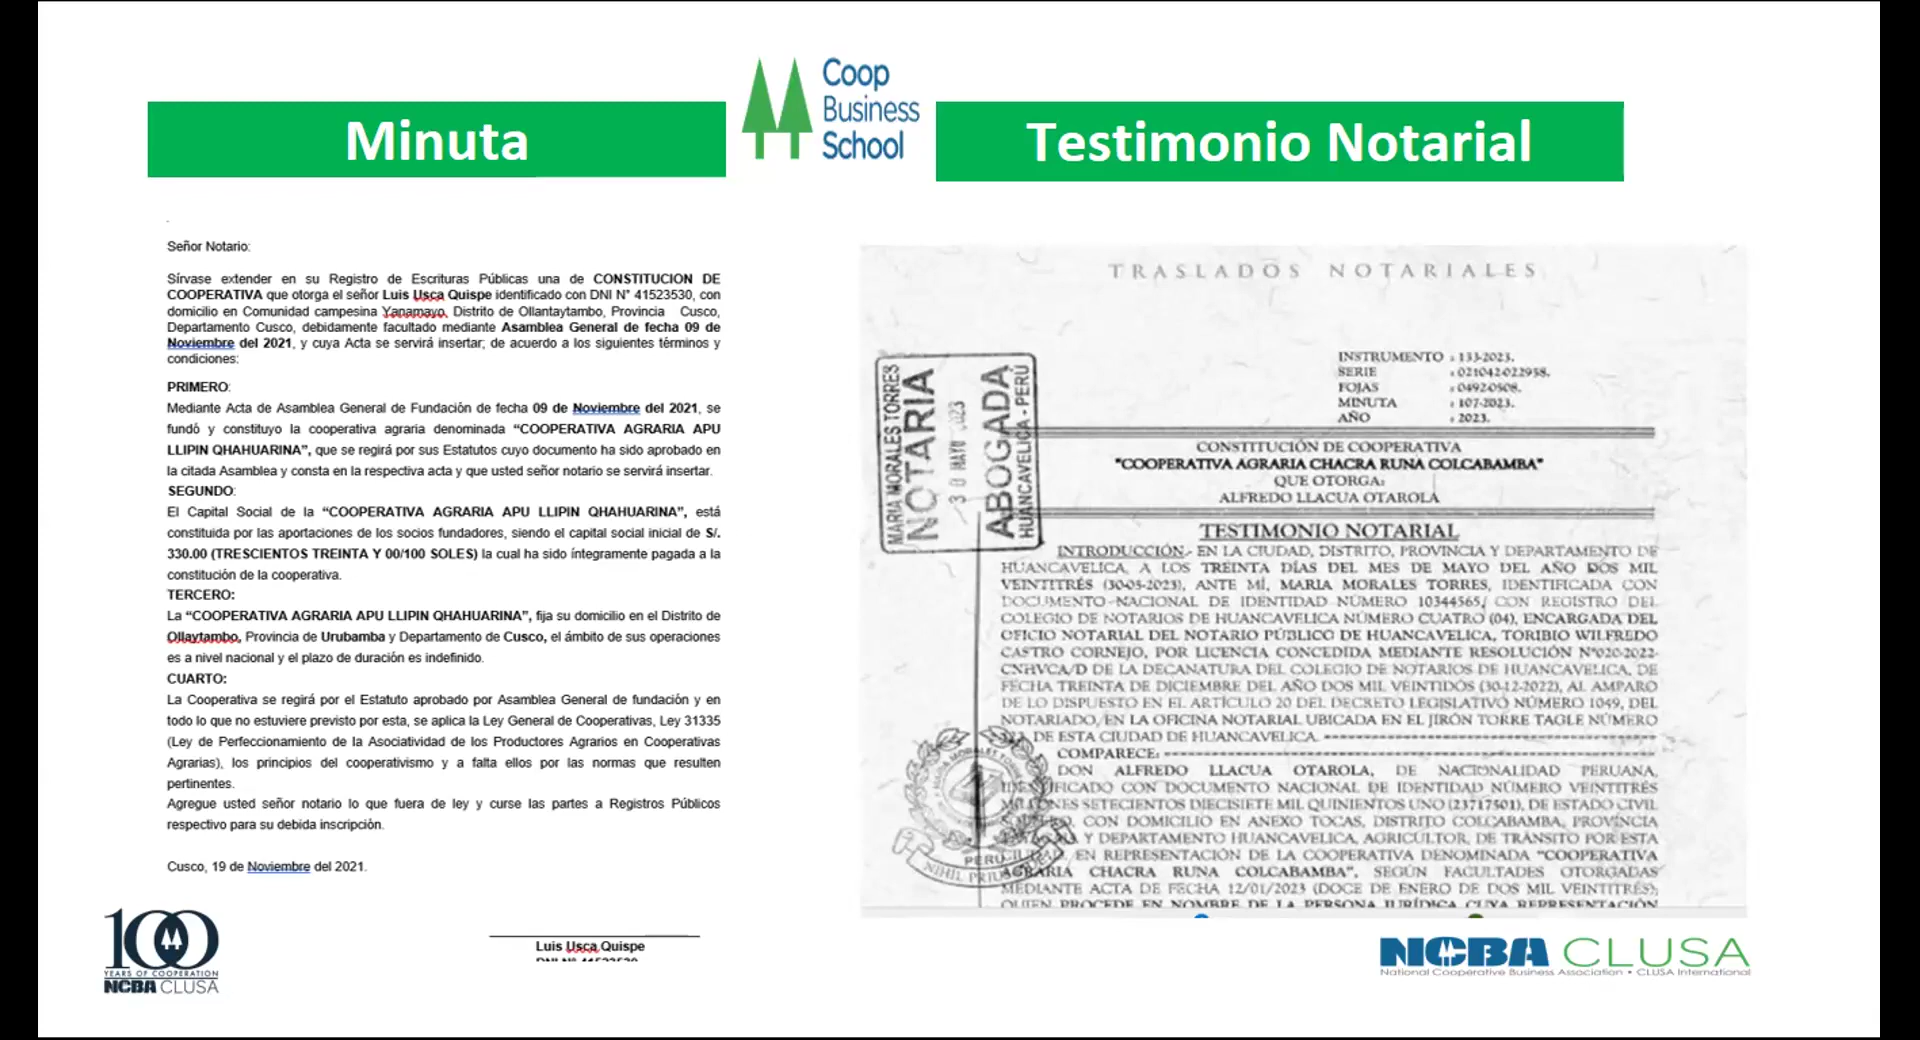 Minuta
Coop
Business
School
Testimonio Notarial
Señor Notario:
Sírvase extender en su Registro de Escrituras Públicas una de CONSTITUCION DE
COOPERATIVA que otorga el señor Luis Usca Quispe identificado con DNI N° 41523530, con
domicilio en Comunidad campesina Yanamayo, Distrito de Ollantaytambo, Provincia Cusco,
Departamento Cusco, debidamente facultado mediante Asamblea General de fecha 09 de
Noviembre del 2021, y cuya Acta se servirá insertar; de acuerdo a los siguientes términos y
condiciones:
PRIMERO:
Mediante Acta de Asamblea General de Fundación de fecha 09 de Noviembre del 2021, se
fundó y constituyo la cooperativa agraria denominada “COOPERATIVA AGRARIA APU
LLIPIN QHAHUARINA”, que se regirá por sus Estatutos cuyo documento ha sido aprobado en
la citada Asamblea y consta en la respectiva acta y que usted señor notario se servirá insertar.
SEGUNDO:
El Capital Social de la “COOPERATIVA AGRARIA APU LLIPIN QHAHUARINA”, está
constituida por las aportaciones de los socios fundadores, siendo el capital social inicial de S/.
330.00 (TRESCIENTOS TREINTA Y 00/100 SOLES) la cual ha sido íntegramente pagada a la
constitución de la cooperativa.
TERCERO:
La “COOPERATIVA AGRARIA APU LLIPIN QHAHUARINA”, fija su domicilio en el Distrito de
Ollaytambo, Provincia de Urubamba y Departamento de Cusco, el ámbito de sus operaciones
es a nivel nacional y el plazo de duración es indefinido.
CUARTO:
La Cooperativa se regirá por el Estatuto aprobado por Asamblea General de fundación y en
todo lo que no estuviere previsto por esta, se aplica la Ley General de Cooperativas, Ley 31335
(Ley de Perfeccionamiento de la Asociatividad de los Productores Agrarios en Cooperativas
Agrarias), los principios del cooperativismo y a falta ellos por las normas que resulten
pertinentes.
Agregue usted señor notario lo que fuera de ley y curse las partes a Registros Públicos
respectivo para su debida inscripción.
Cusco, 19 de Noviembre del 2021.
Luis Usca Quispe
DNI Nº 41523530
TRASLADOS NOTARIALES
INSTRUMENTO : 133-2023.
SERIE : 021042-022958.
FOJAS : 0492-0508.
MINUTA : 107-2023.
AÑO : 2023.
MARIA MORALES TORRES
NOTARIA
30 MAYO 2023
ABOGADA
HUANCAVELICA - PERÚ
CONSTITUCIÓN DE COOPERATIVA
"COOPERATIVA AGRARIA CHACRA RUNA COLCABAMBA"
QUE OTORGA:
ALFREDO LLACUA OTAROLA
TESTIMONIO NOTARIAL
INTRODUCCIÓN.- EN LA CIUDAD, DISTRITO, PROVINCIA Y DEPARTAMENTO DE
HUANCAVELICA, A LOS TREINTA DÍAS DEL MES DE MAYO DEL AÑO DOS MIL
VEINTITRÉS (30-05-2023), ANTE MÍ, MARIA MORALES TORRES, IDENTIFICADA CON
DOCUMENTO NACIONAL DE IDENTIDAD NÚMERO 10344565, CON REGISTRO DEL
COLEGIO DE NOTARIOS DE HUANCAVELICA NÚMERO CUATRO (04), ENCARGADA DEL
OFICIO NOTARIAL DEL NOTARIO PÚBLICO DE HUANCAVELICA, TORIBIO WILFREDO
CASTRO CORNEJO, POR LICENCIA CONCEDIDA MEDIANTE RESOLUCIÓN N°020-2022-
CNHVCA/D DE LA DECANATURA DEL COLEGIO DE NOTARIOS DE HUANCAVELICA, DE
FECHA TREINTA DE DICIEMBRE DEL AÑO DOS MIL VEINTIDÓS (30-12-2022), AL AMPARO
DE LO DISPUESTO EN EL ARTÍCULO 20 DEL DECRETO LEGISLATIVO NÚMERO 1049, DEL
NOTARIADO, EN LA OFICINA NOTARIAL UBICADA EN EL JIRÓN TORRE TAGLE NÚMERO
DE ESTA CIUDAD DE HUANCAVELICA.
COMPARECE:
DON ALFREDO LLACUA OTAROLA, DE NACIONALIDAD PERUANA,
IDENTIFICADO CON DOCUMENTO NACIONAL DE IDENTIDAD NÚMERO VEINTITRÉS
MILLONES SETECIENTOS DIECISIETE MIL QUINIENTOS UNO (23717501), DE ESTADO CIVIL
CON DOMICILIO EN ANEXO TOCAS, DISTRITO COLCABAMBA, PROVINCIA
Y DEPARTAMENTO HUANCAVELICA, AGRICULTOR, DE TRÁNSITO POR ESTA
EN REPRESENTACIÓN DE LA COOPERATIVA DENOMINADA "COOPERATIVA
AGRARIA CHACRA RUNA COLCABAMBA", SEGÚN FACULTADES OTORGADAS
MEDIANTE ACTA DE FECHA 12/01/2023 (DOCE DE ENERO DE DOS MIL VEINTITRÉS);
QUIEN PROCEDE EN NOMBRE DE LA PERSONA JURÍDICA CUYA REPRESENTACIÓN
PERU
NIHIL PRIUS
100
YEARS OF COOPERATION
NCBA CLUSA
NCBA CLUSA
National Cooperative Business Association • CLUSA International